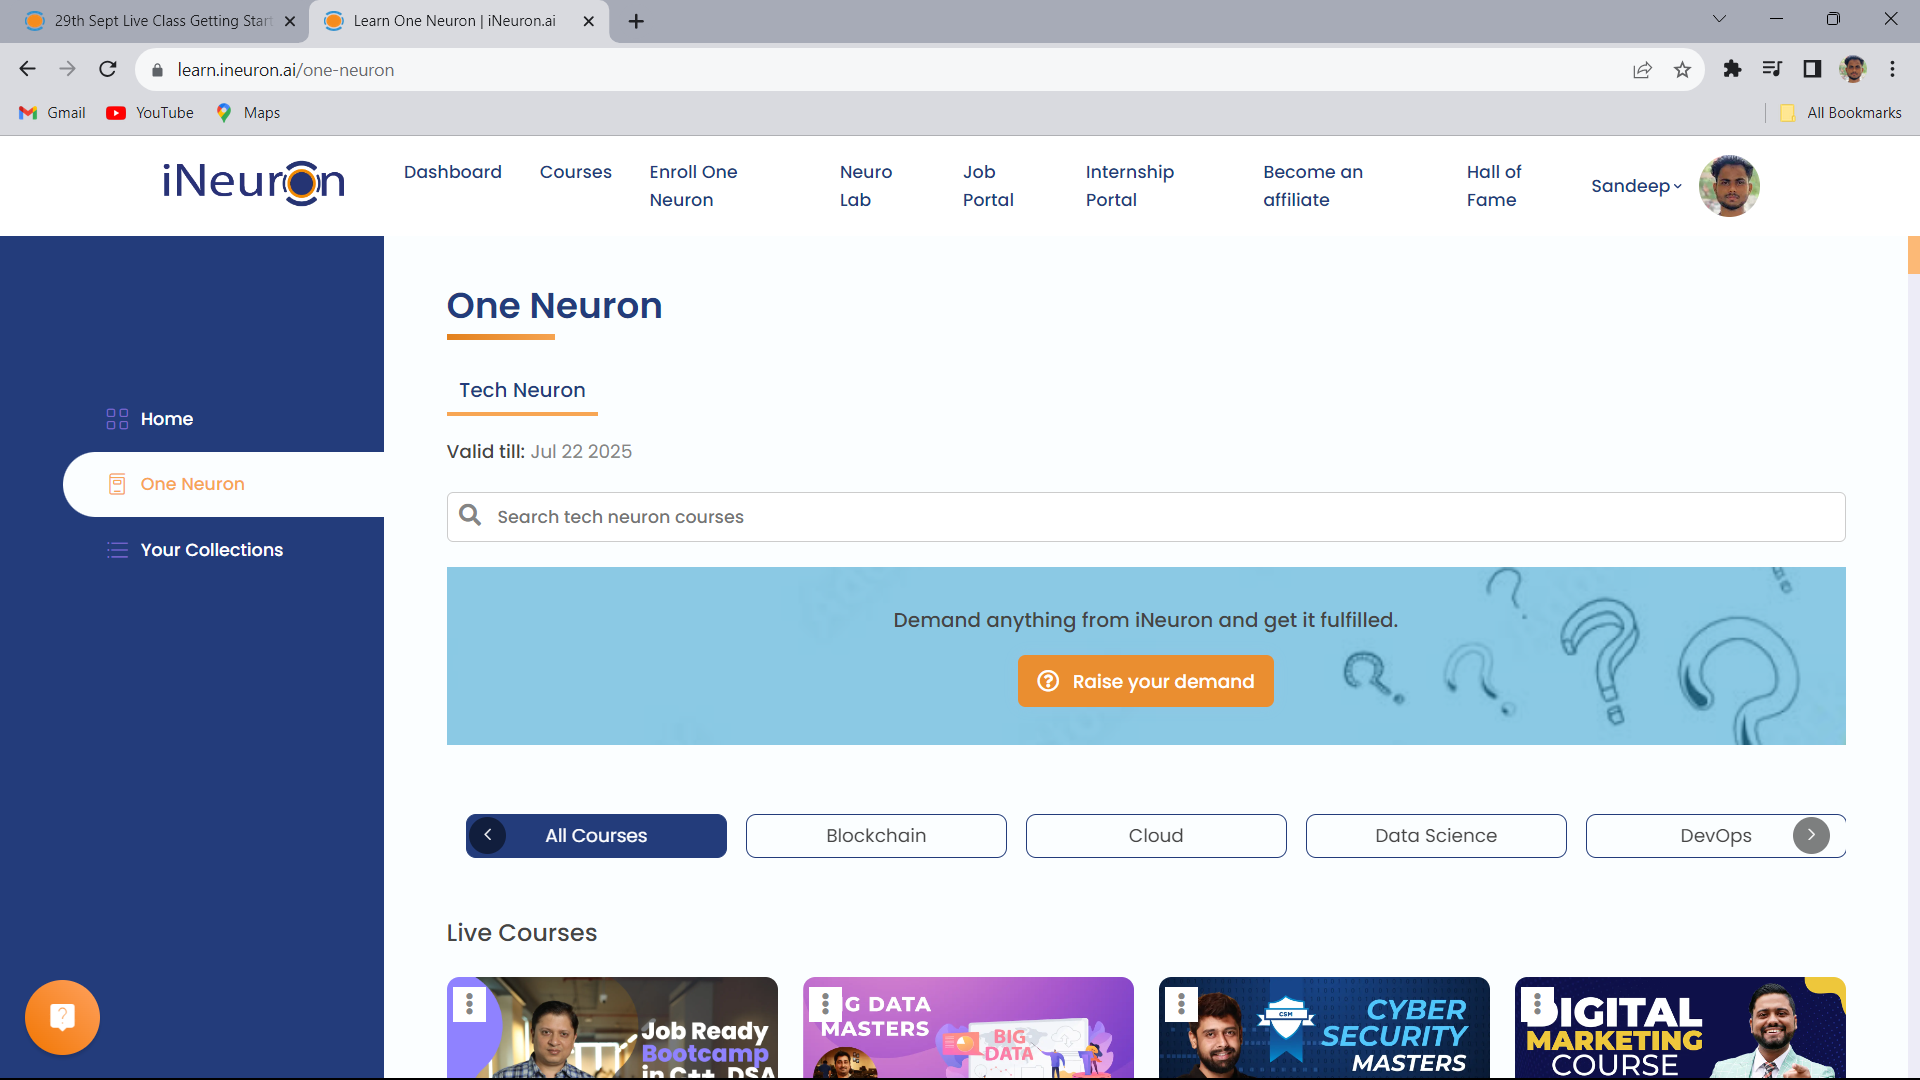 29th Sept Live Class Getting Star
Learn One Neuron | iNeuron.ai
learn.ineuron.ai/one-neuron
Gmail
YouTube
Maps
All Bookmarks
iNeuron
Dashboard
Courses
Enroll One
Neuron
Neuro
Lab
Job
Portal
Internship
Portal
Become an
affiliate
Hall of
Fame
Sandeep
Home
One Neuron
Your Collections
One Neuron
Tech Neuron
Valid till: Jul 22 2025
Search tech neuron courses
Demand anything from iNeuron and get it fulfilled.
Raise your demand
All Courses
Blockchain
Cloud
Data Science
DevOps
Live Courses
Job Ready
Bootcamp
in C++, DSA
G DATA
MASTERS
BIG
DATA
CSM
CYBER
SECURITY
MASTERS
DIGITAL
MARKETING
COURSE